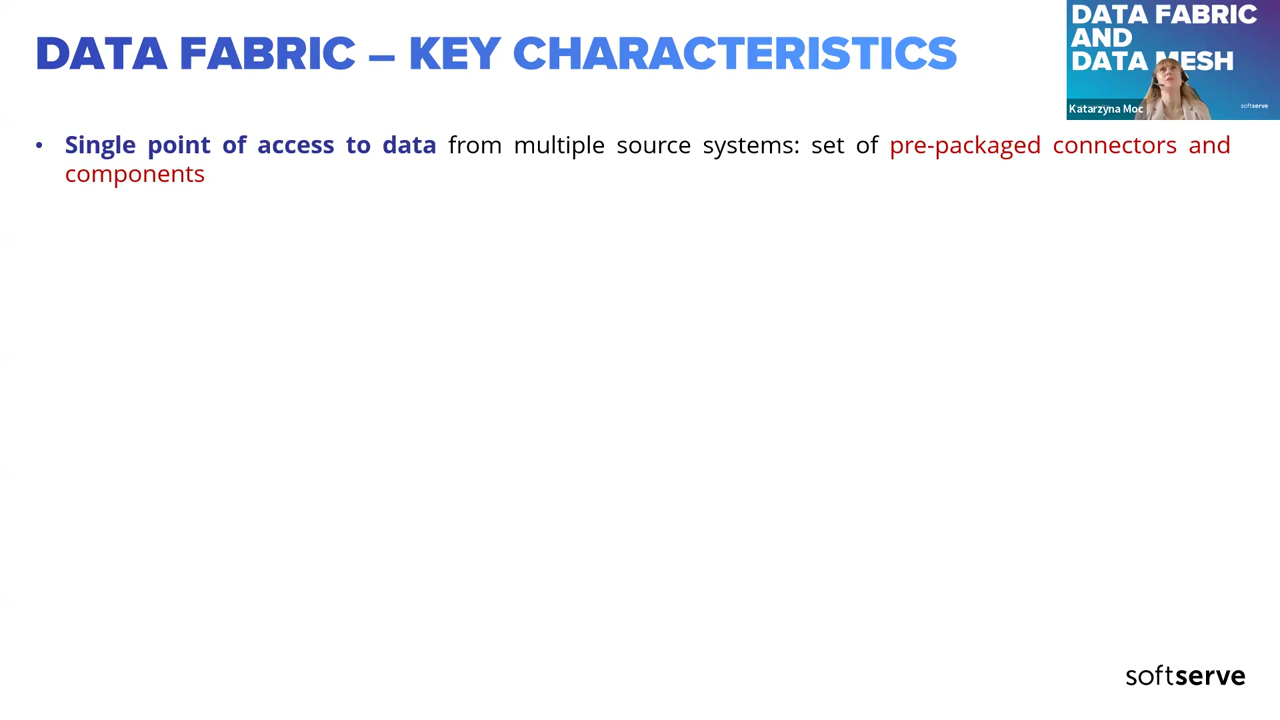 DATA FABRIC – KEY CHARACTERISTICS
DATA FABRIC
AND
DATA MESH
Katarzyna Moc
softserve
• Single point of access to data from multiple source systems: set of pre-packaged connectors and
components
softserve